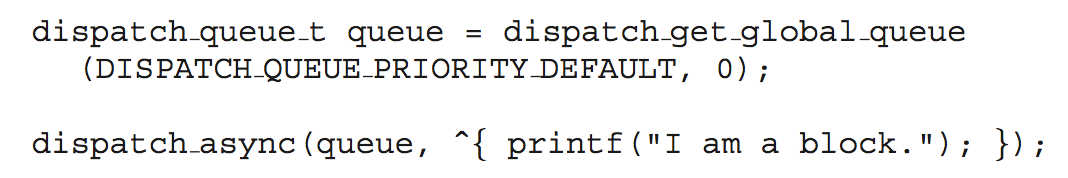 dispatch_queue_t queue = dispatch_get_global_queue
(DISPATCH_QUEUE_PRIORITY_DEFAULT, 0);
dispatch_async(queue, ^{ printf("I am a block."); });